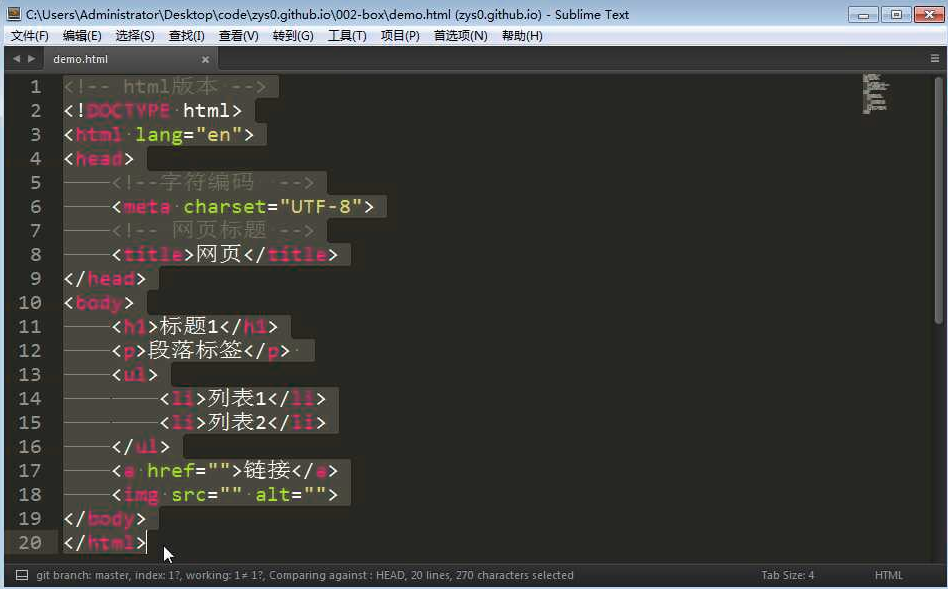 C:\Users\Administrator\Desktop\code\zys0.github.io\002-box\demo.html (zys0.github.io) - Sublime Text
文件(F) 编辑(E) 选择(S) 查找(I) 查看(V) 转到(G) 工具(T) 项目(P) 首选项(N) 帮助(H)
demo.html
1 <!-- html版本 -->
2 <!DOCTYPE html>
3 <html lang="en">
4 <head>
5 <!--字符编码 -->
6 <meta charset="UTF-8">
7 <!-- 网页标题 -->
8 <title>网页</title>
9 </head>
10 <body>
11 <h1>标题1</h1>
12 <p>段落标签</p>
13 <ul>
14 <li>列表1</li>
15 <li>列表2</li>
16 </ul>
17 <a href="">链接</a>
18 <img src="" alt="">
19 </body>
20 </html>
git branch: master, index: 1?, working: 1≠ 1?, Comparing against : HEAD, 20 lines, 270 characters selected Tab Size: 4 HTML